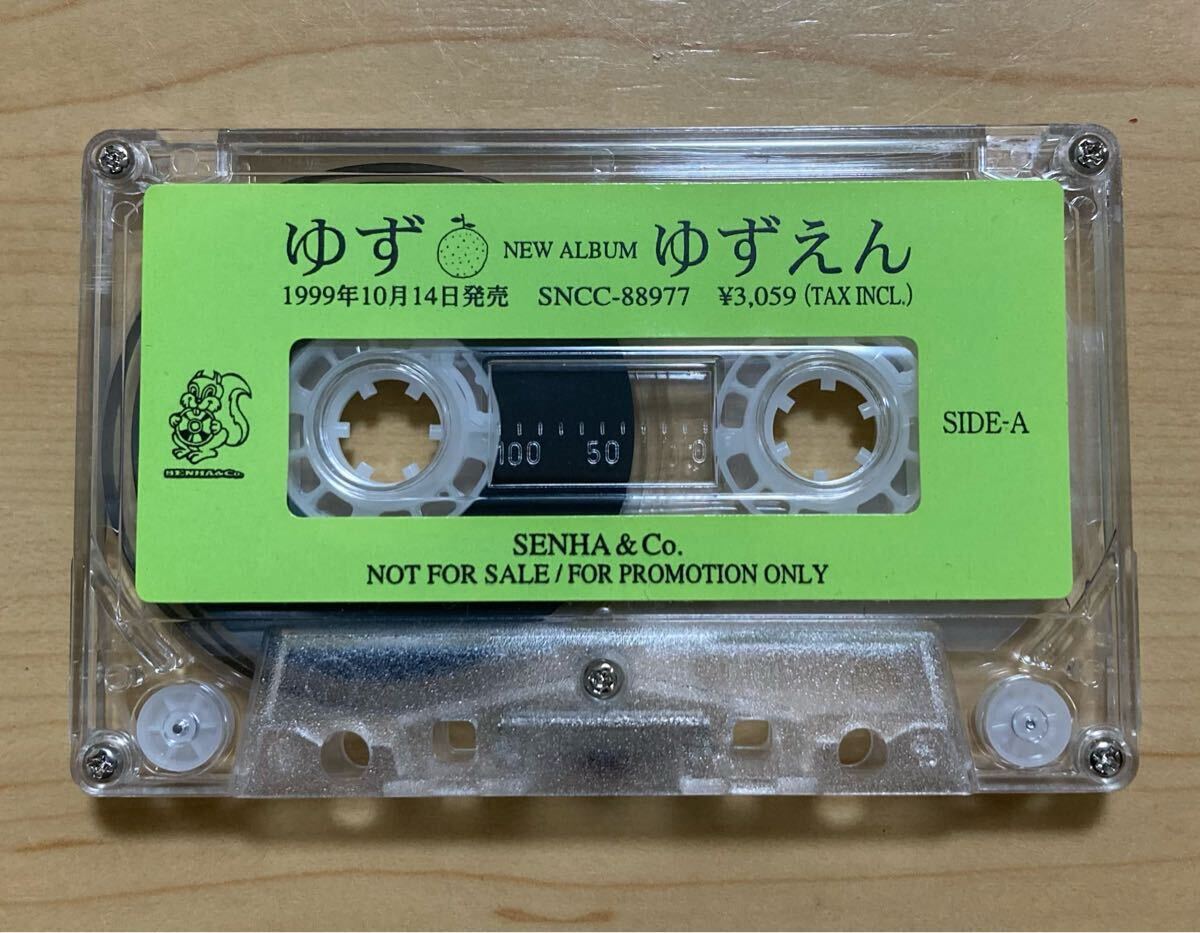 ゆず NEW ALBUM ゆずえん
1999年10月14日発売 SNCC-88977 ¥3,059 (TAX INCL.)
SENHA & Co.
SIDE-A
100 50 0
SENHA & Co.
NOT FOR SALE / FOR PROMOTION ONLY